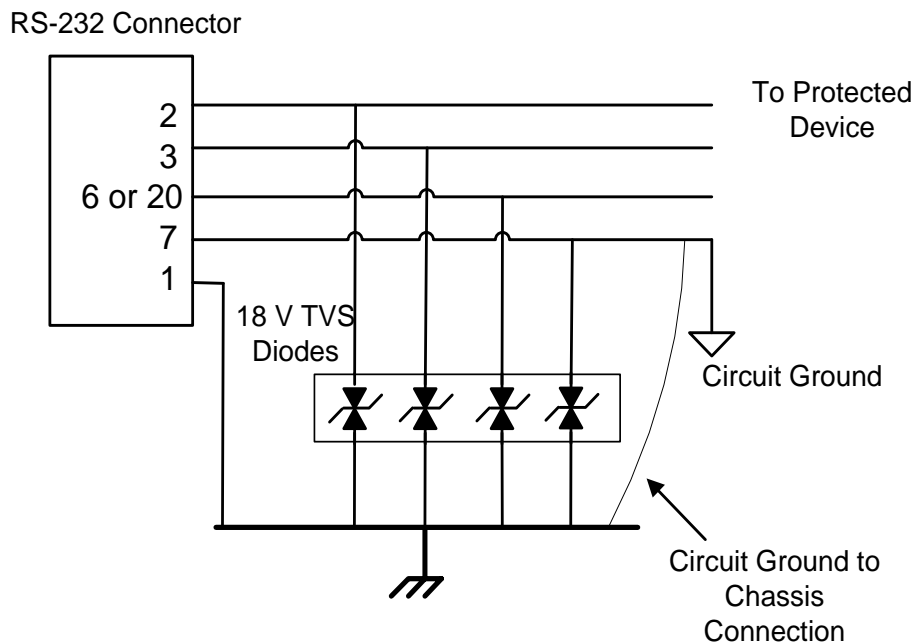 RS-232 Connector
2
3
6 or 20
7
1
To Protected
Device
18 V TVS
Diodes
Circuit Ground
Circuit Ground to
Chassis
Connection